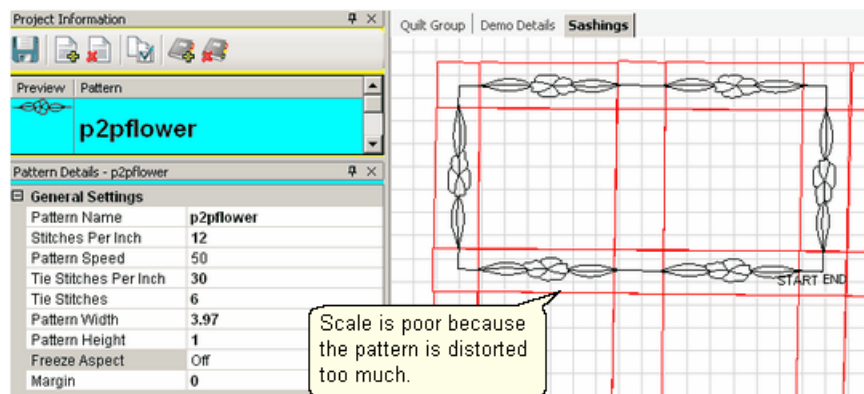 Project Information
Quilt Group Demo Details Sashings
Preview Pattern
p2pflower
Pattern Details - p2pflower
General Settings
Pattern Name p2pflower
Stitches Per Inch 12
Pattern Speed 50
Tie Stitches Per Inch 30
Tie Stitches 6
Pattern Width 3.97
Pattern Height 1
Freeze Aspect Off
Margin 0
START END
Scale is poor because
the pattern is distorted
too much.